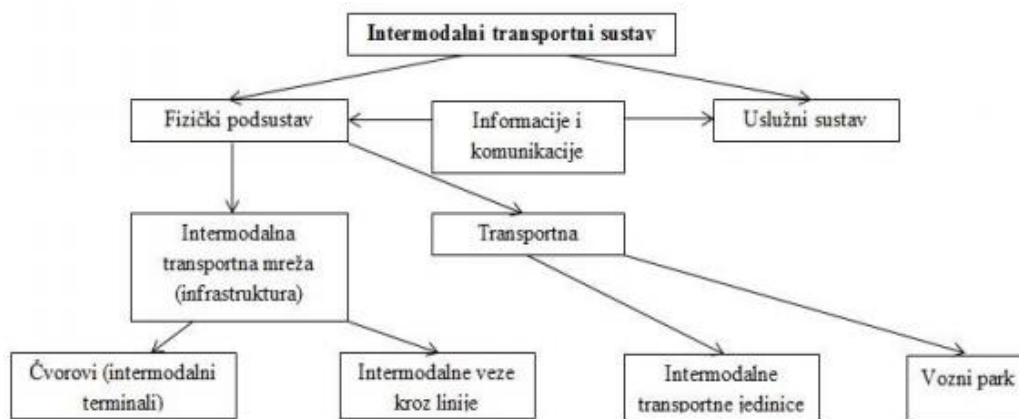 Intermodalni transportni sustav
Fizički podsustav
Informacije i
komunikacije
Uslužni sustav
Intermodalna
transportna mreža
(infrastruktura)
Transportna
Čvorovi (intermodalni
terminali)
Intermodalne veze
kroz linije
Intermodalne
transportne jedinice
Vozni park